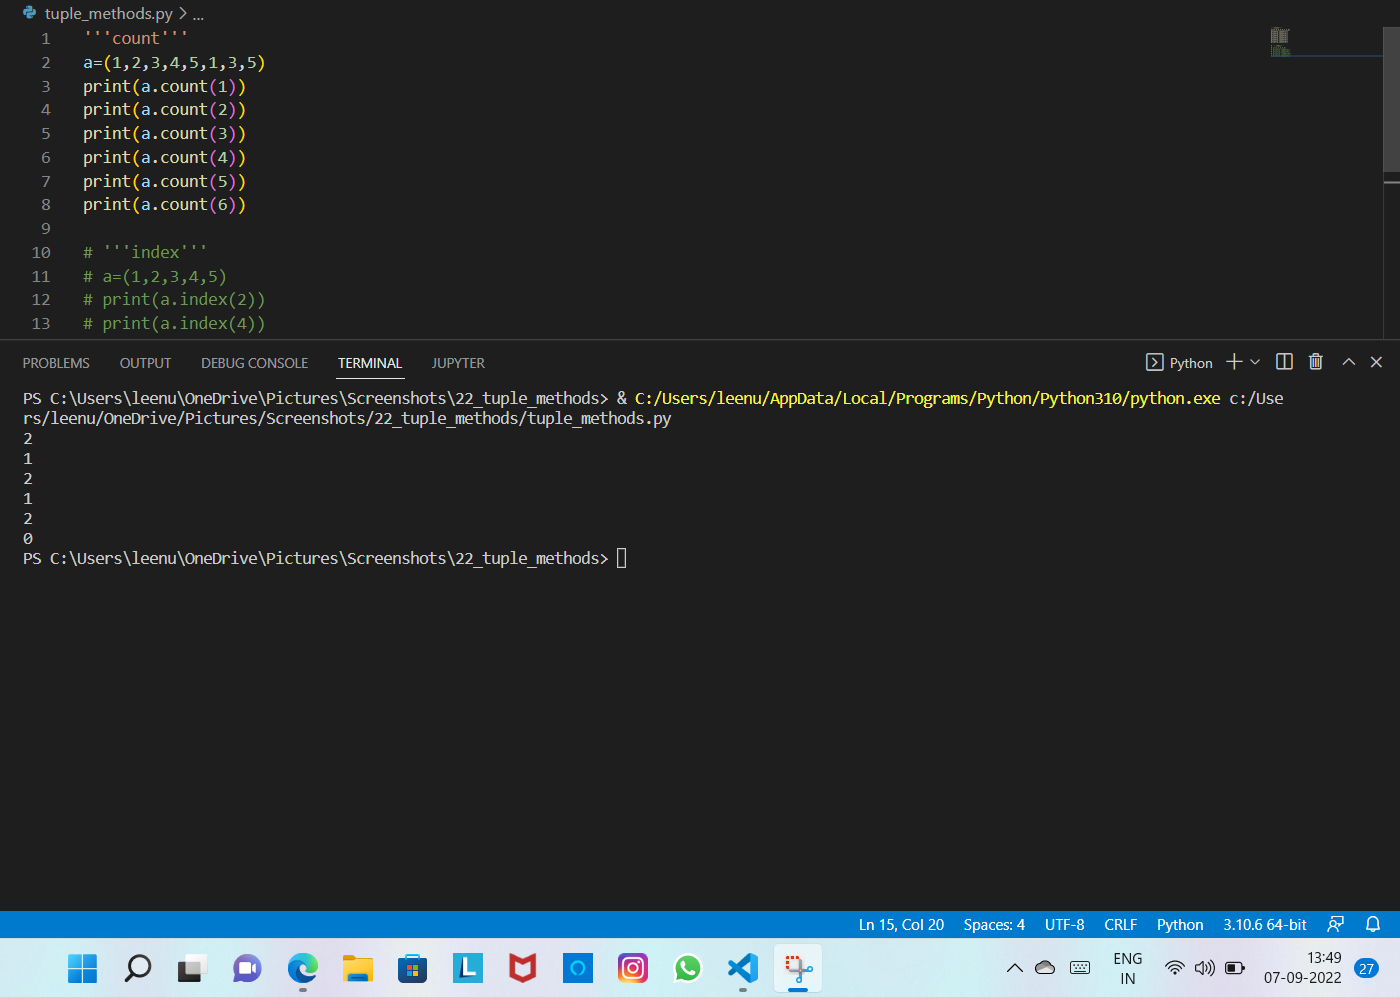 tuple_methods.py > ...
1 '''count'''
2 a=(1,2,3,4,5,1,3,5)
3 print(a.count(1))
4 print(a.count(2))
5 print(a.count(3))
6 print(a.count(4))
7 print(a.count(5))
8 print(a.count(6))
9
10 # '''index'''
11 # a=(1,2,3,4,5)
12 # print(a.index(2))
13 # print(a.index(4))
PROBLEMS OUTPUT DEBUG CONSOLE TERMINAL JUPYTER Python
PS C:\Users\leenu\OneDrive\Pictures\Screenshots\22_tuple_methods> & C:/Users/leenu/AppData/Local/Programs/Python/Python310/python.exe c:/Use
rs/leenu/OneDrive/Pictures/Screenshots/22_tuple_methods/tuple_methods.py
2
1
2
1
2
0
PS C:\Users\leenu\OneDrive\Pictures\Screenshots\22_tuple_methods>
Ln 15, Col 20 Spaces: 4 UTF-8 CRLF Python 3.10.6 64-bit
ENG 13:49
IN 07-09-2022 27